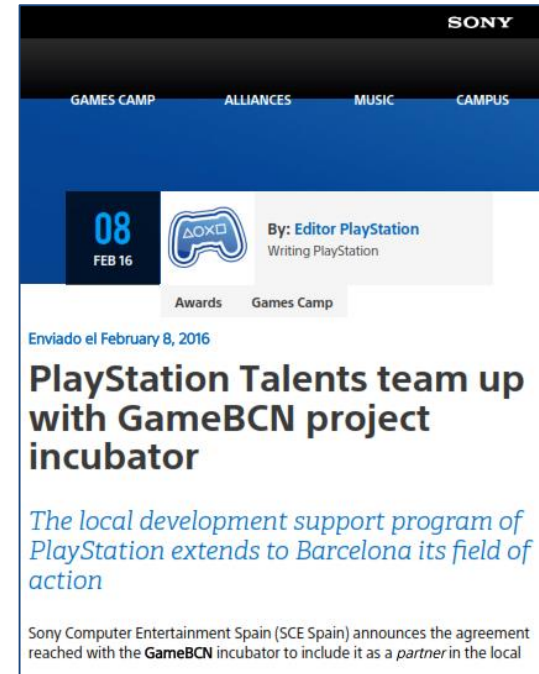 SONY
GAMES CAMP ALLIANCES MUSIC CAMPUS
08
FEB 16
By: Editor PlayStation
Writing PlayStation
Awards Games Camp
Enviado el February 8, 2016
PlayStation Talents team up
with GameBCN project
incubator
The local development support program of
PlayStation extends to Barcelona its field of
action
Sony Computer Entertainment Spain (SCE Spain) announces the agreement
reached with the GameBCN incubator to include it as a partner in the local